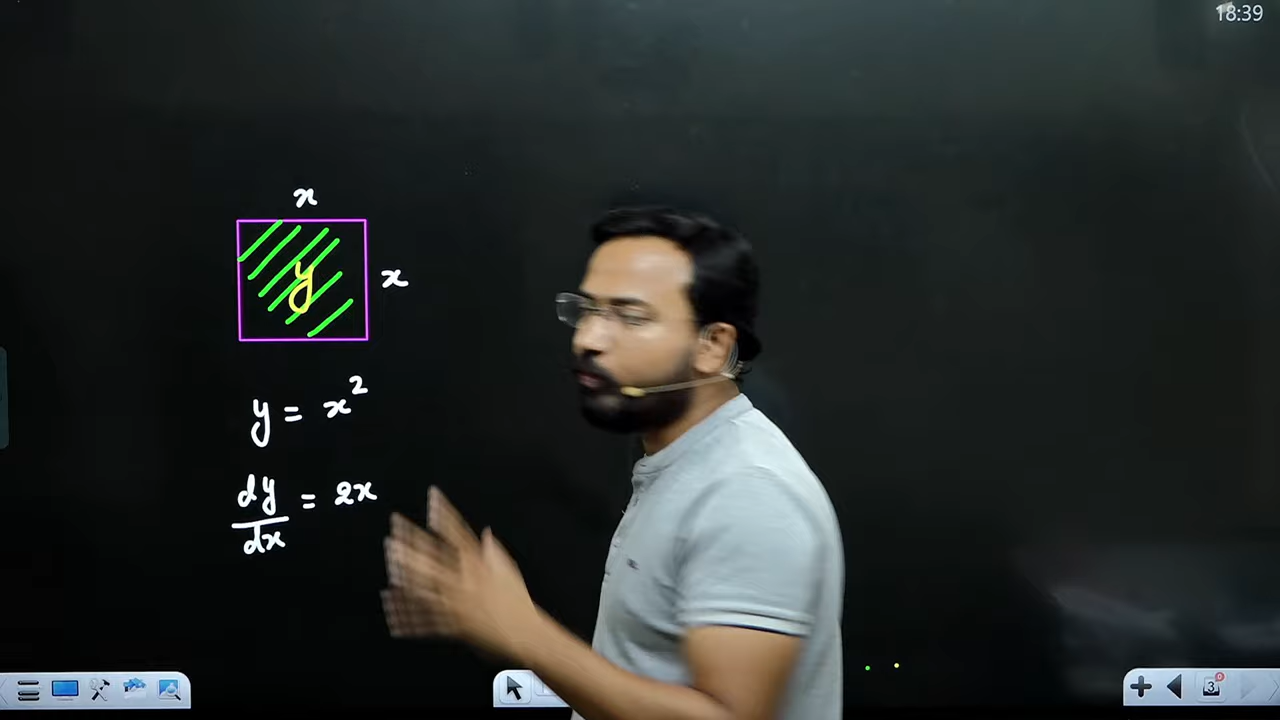 18:39
x
y
x
y = x²
dy/dx = 2x
3